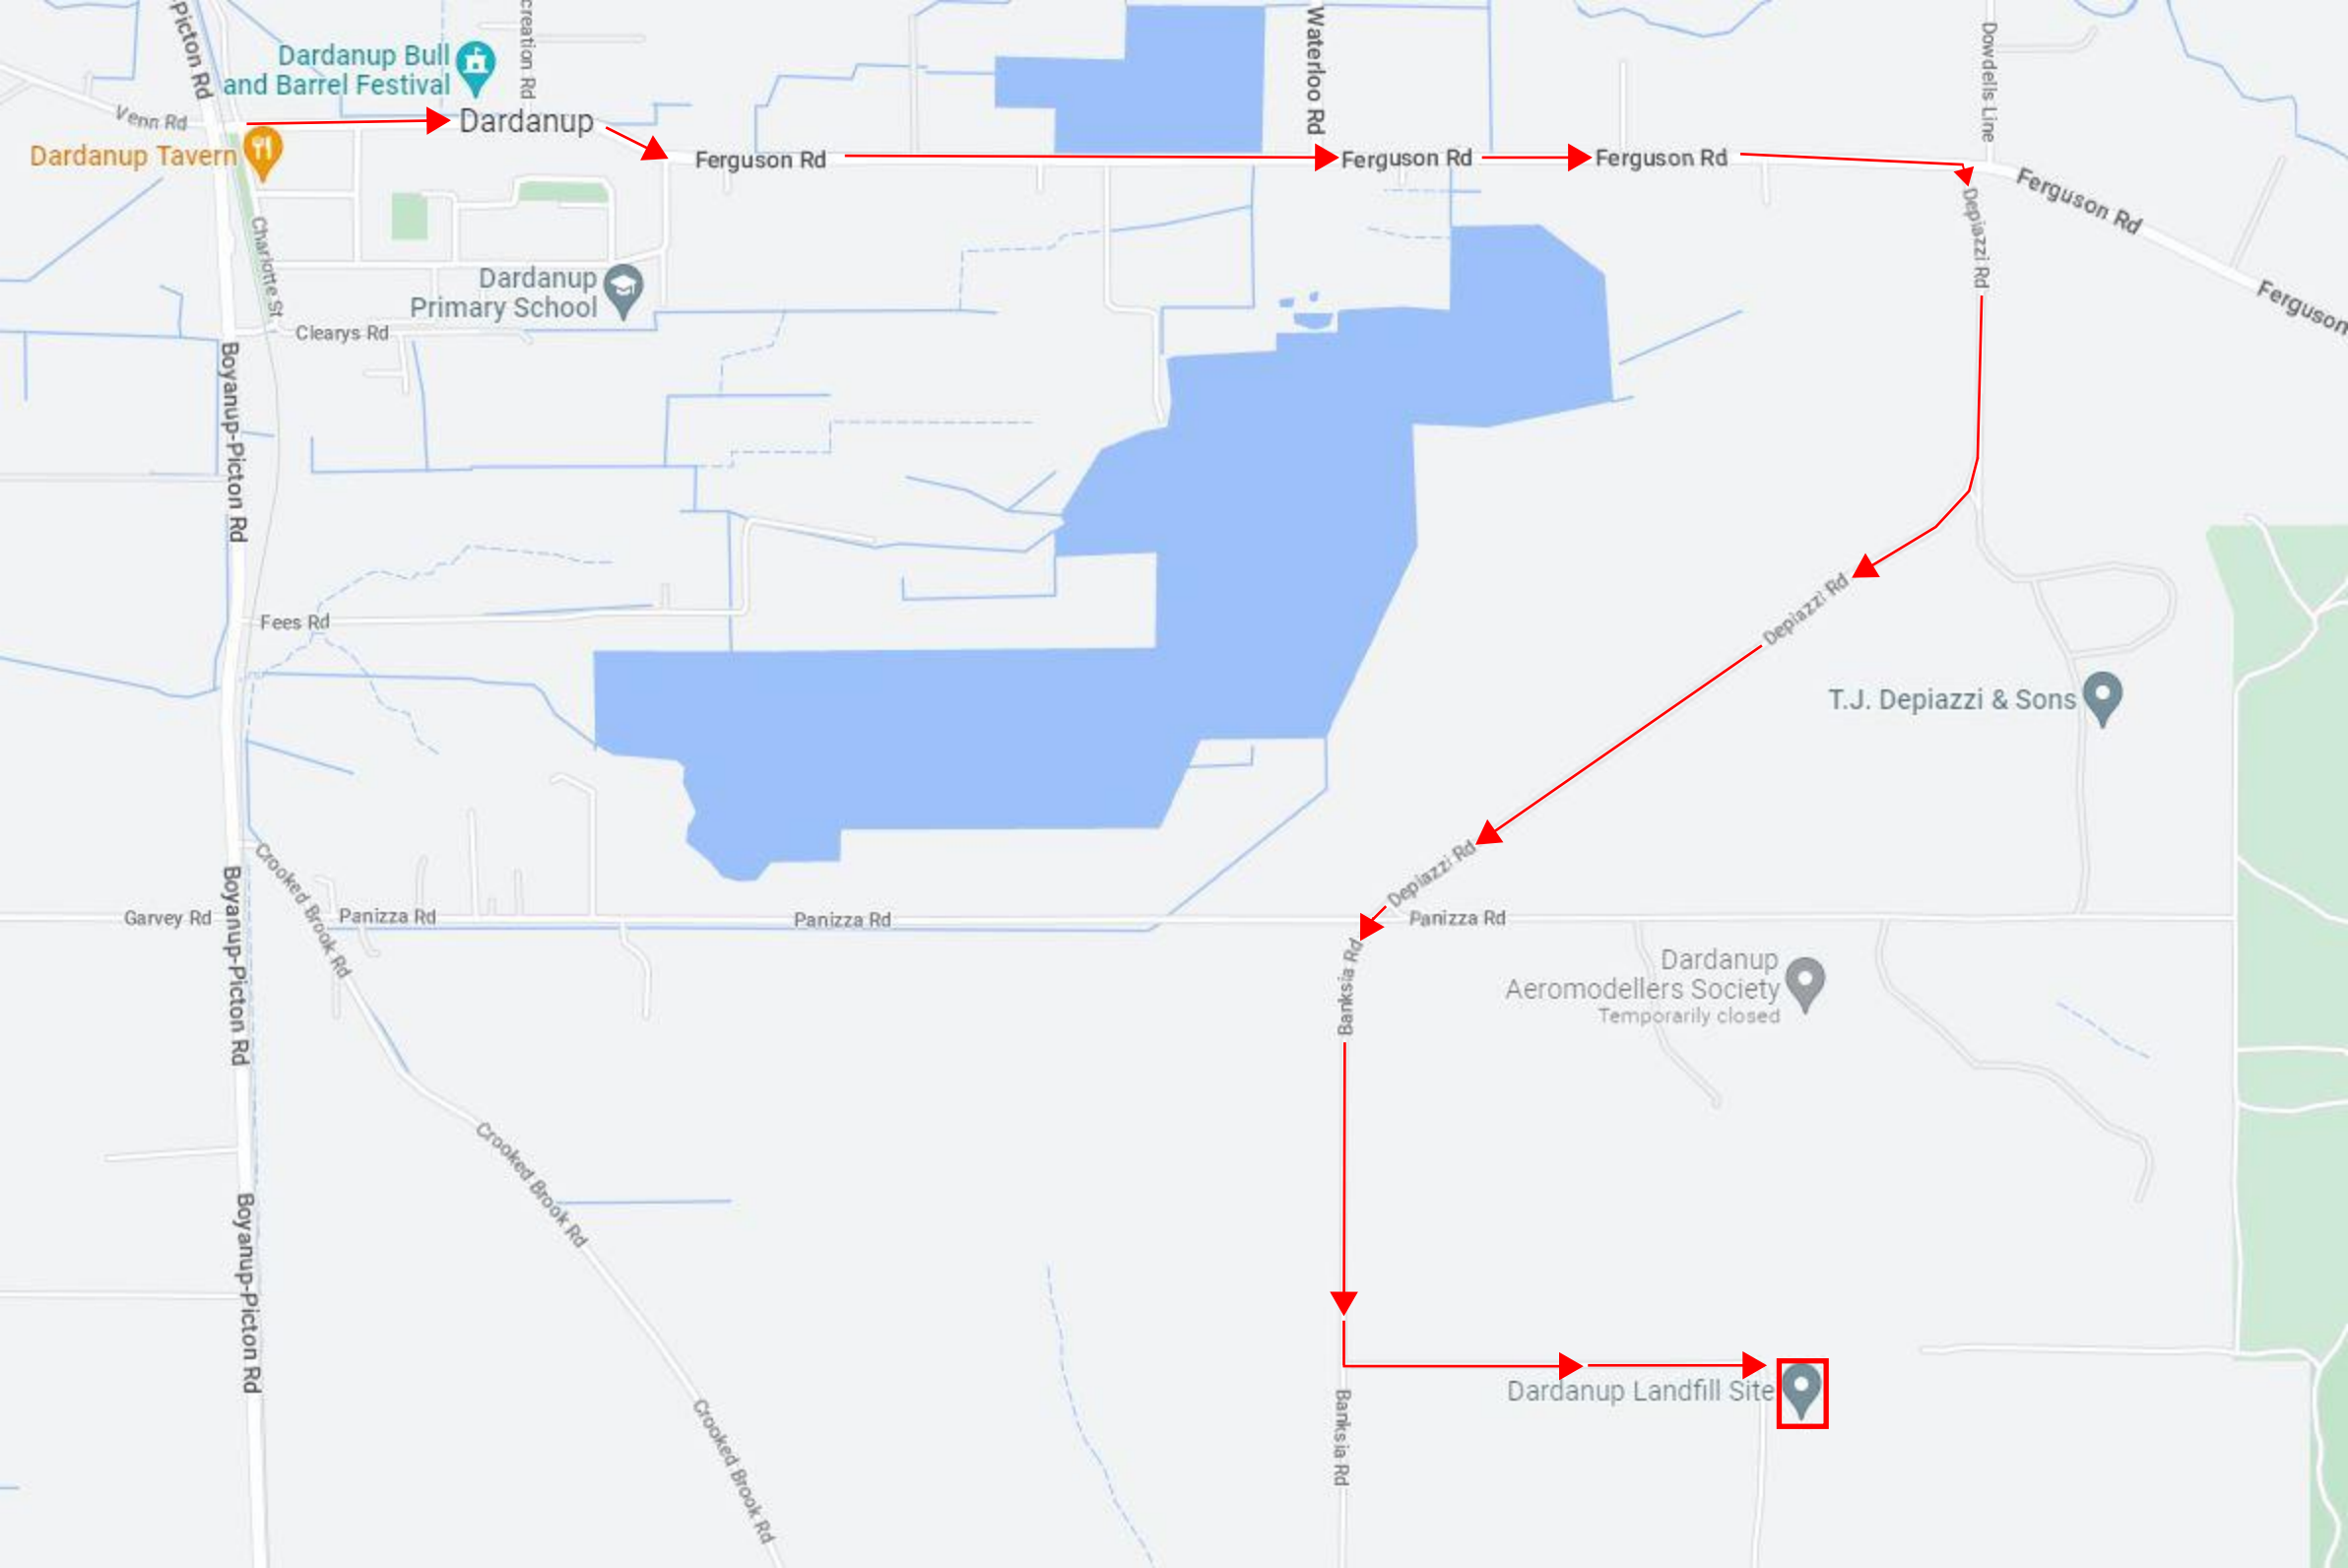 -Picton Rd
creation Rd
Waterloo Rd
Dowdells Line
Dardanup Bull
and Barrel Festival
Venn Rd
Dardanup
Dardanup Tavern
Ferguson Rd
Ferguson Rd
Ferguson Rd
Ferguson Rd
Ferguson
Depiazzi Rd
Charlotte St
Dardanup
Primary School
Clearys Rd
Boyanup-Picton Rd
Fees Rd
Depiazzi Rd
T.J. Depiazzi & Sons
Depiazzi Rd
Crooked Brook Rd
Garvey Rd
Panizza Rd
Panizza Rd
Panizza Rd
Boyanup-Picton Rd
Banksia Rd
Dardanup
Aeromodellers Society
Temporarily closed
Crooked Brook Rd
Boyanup-Picton Rd
Dardanup Landfill Site
Banksia Rd
Crooked Brook Rd